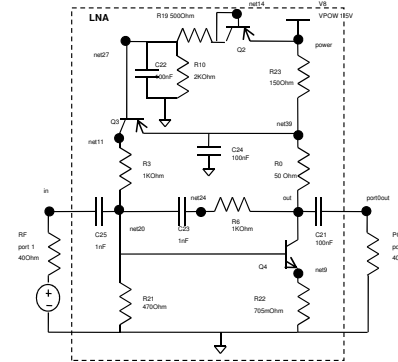 net14
V8
LNA
R19 500Ohm
VPOW
Q2
power
net27
C22
100nF
R10
2KOhm
R23
150Ohm
Q3
net39
net11
C24
100nF
R3
1KOhm
R0
50 Ohm
in
net24
out
port0out
R6
1KOhm
C25
1nF
net20
C23
1nF
C21
100nF
RF
port 1
40Ohm
Q4
net9
R21
470Ohm
R22
705mOhm